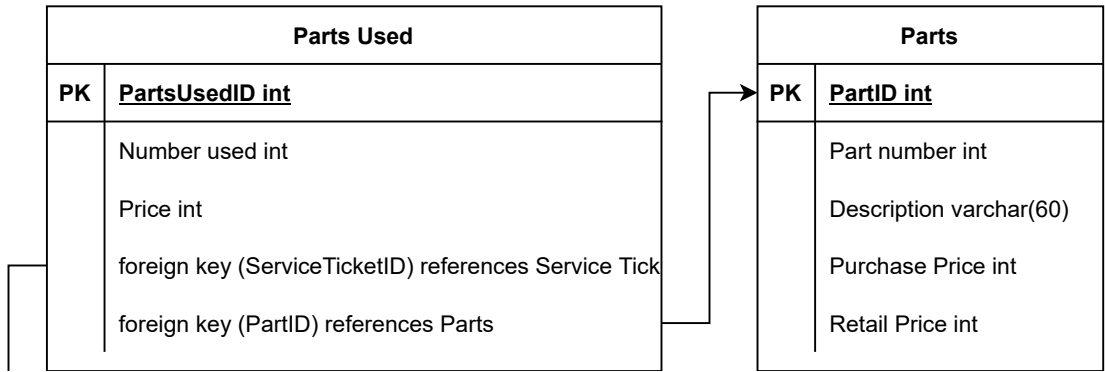 Parts Used
PK PartsUsedID int
Number used int
Price int
foreign key (ServiceTicketID) references Service Tick
foreign key (PartID) references Parts
Parts
PK PartID int
Part number int
Description varchar(60)
Purchase Price int
Retail Price int